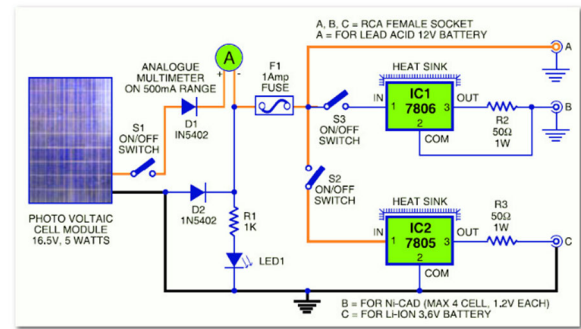 A, B, C = RCA FEMALE SOCKET
A = FOR LEAD ACID 12V BATTERY
A
+ -
ANALOGUE
MULTIMETER
ON 500mA RANGE
F1
1Amp
FUSE
HEAT SINK
A
IC1
7806
IN
1
3
OUT
2
COM
R2
50Ω
1W
B
S3
ON/OFF
SWITCH
D1
IN5402
S1
ON/OFF
SWITCH
S2
ON/OFF
SWITCH
D2
1N5402
R1
1K
LED1
PHOTO VOLTAIC
CELL MODULE
16.5V, 5 WATTS
HEAT SINK
IC2
7805
IN
1
3
OUT
2
COM
R3
50Ω
1W
C
B = FOR Ni-CAD (MAX 4 CELL, 1.2V EACH)
C = FOR Li-ION 3,6V BATTERY